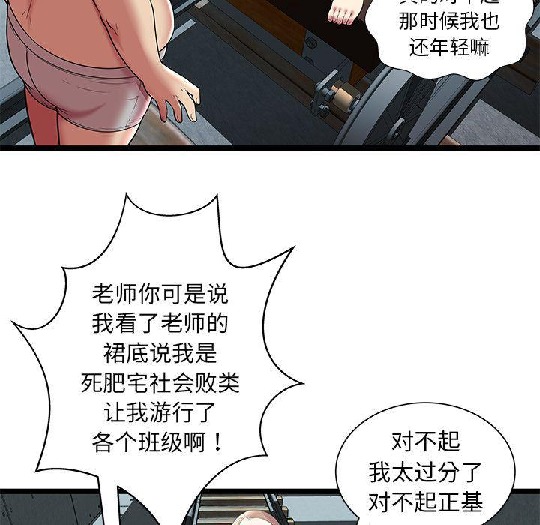 那时候我也
还年轻嘛
老师你可是说
我看了老师的
裙底说我是
死肥宅社会败类
让我游行了
各个班级啊！
对不起
我太过分了
对不起正基